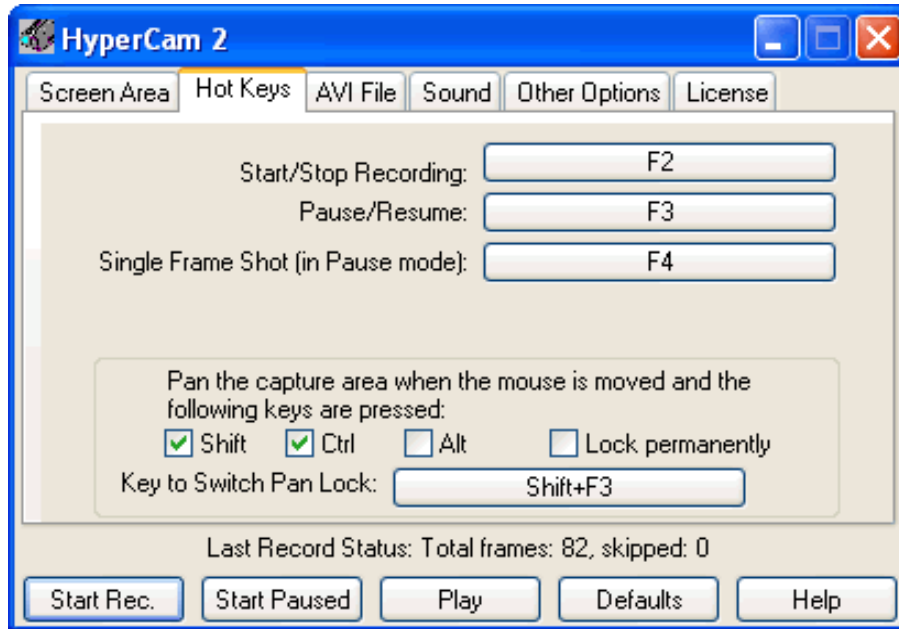 HyperCam 2
Screen Area Hot Keys AVI File Sound Other Options License
Start/Stop Recording: F2
Pause/Resume: F3
Single Frame Shot (in Pause mode): F4
Pan the capture area when the mouse is moved and the
following keys are pressed:
Shift Ctrl Alt Lock permanently
Key to Switch Pan Lock: Shift+F3
Last Record Status: Total frames: 82, skipped: 0
Start Rec. Start Paused Play Defaults Help